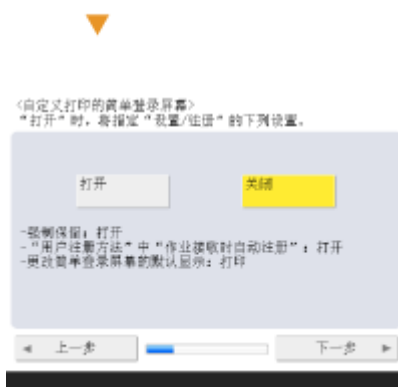 <自定义打印的简单登录屏幕>
"打开"时，将指定"设置/注册"的下列设置。
打开
关闭
-强制保留：打开
-"用户注册方法"中"作业接收时自动注册"：打开
-更改简单登录屏幕的默认显示：打印
上一步
下一步